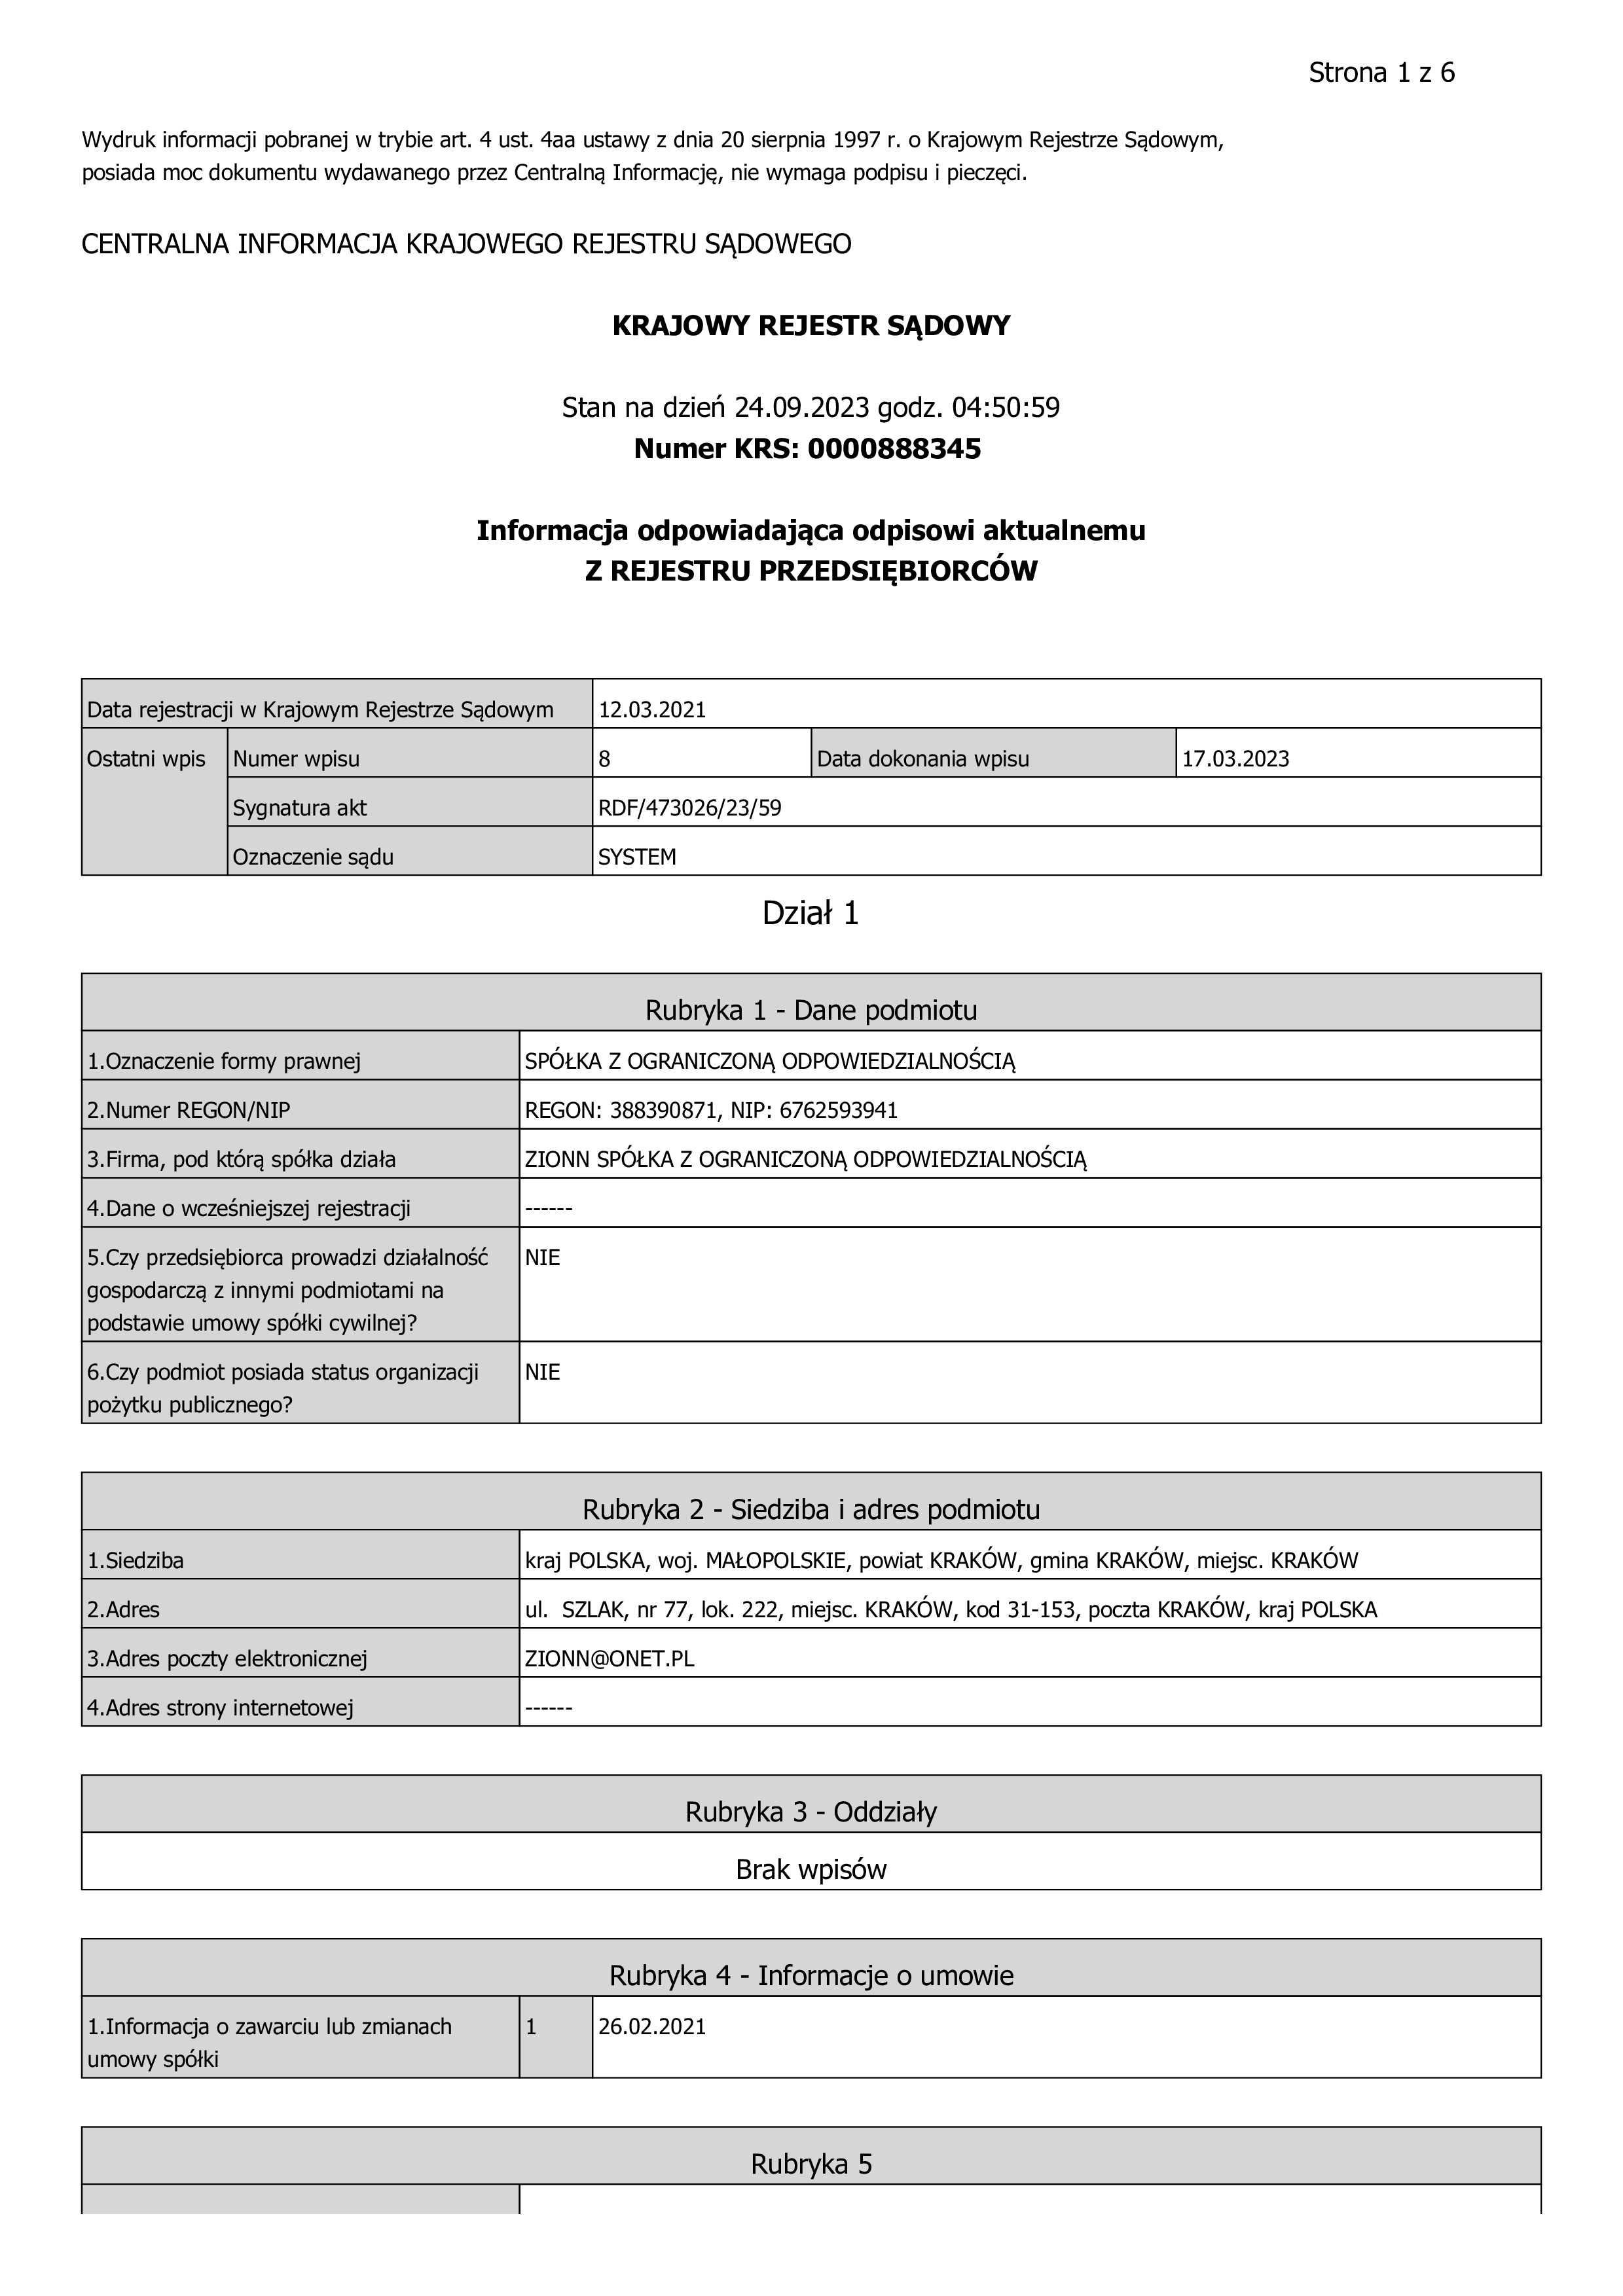 Strona 1 z 6
Wydruk informacji pobranej w trybie art. 4 ust. 4aa ustawy z dnia 20 sierpnia 1997 r. o Krajowym Rejestrze Sądowym,
posiada moc dokumentu wydawanego przez Centralną Informację, nie wymaga podpisu i pieczęci.
CENTRALNA INFORMACJA KRAJOWEGO REJESTRU SĄDOWEGO
KRAJOWY REJESTR SĄDOWY
Stan na dzień 24.09.2023 godz. 04:50:59
Numer KRS: 0000888345
Informacja odpowiadająca odpisowi aktualnemu
Z REJESTRU PRZEDSIĘBIORCÓW
Data rejestracji w Krajowym Rejestrze Sądowym 12.03.2021
Ostatni wpis Numer wpisu 8 Data dokonania wpisu 17.03.2023
Sygnatura akt RDF/473026/23/59
Oznaczenie sądu SYSTEM
Dział 1
Rubryka 1 - Dane podmiotu
1.Oznaczenie formy prawnej SPÓŁKA Z OGRANICZONĄ ODPOWIEDZIALNOŚCIĄ
2.Numer REGON/NIP REGON: 388390871, NIP: 6762593941
3.Firma, pod którą spółka działa ZIONN SPÓŁKA Z OGRANICZONĄ ODPOWIEDZIALNOŚCIĄ
4.Dane o wcześniejszej rejestracji ------
5.Czy przedsiębiorca prowadzi działalność NIE
gospodarczą z innymi podmiotami na
podstawie umowy spółki cywilnej?
6.Czy podmiot posiada status organizacji NIE
pożytku publicznego?
Rubryka 2 - Siedziba i adres podmiotu
1.Siedziba kraj POLSKA, woj. MAŁOPOLSKIE, powiat KRAKÓW, gmina KRAKÓW, miejsc. KRAKÓW
2.Adres ul. SZLAK, nr 77, lok. 222, miejsc. KRAKÓW, kod 31-153, poczta KRAKÓW, kraj POLSKA
3.Adres poczty elektronicznej ZIONN@ONET.PL
4.Adres strony internetowej ------
Rubryka 3 - Oddziały
Brak wpisów
Rubryka 4 - Informacje o umowie
1.Informacja o zawarciu lub zmianach 1 26.02.2021
umowy spółki
Rubryka 5